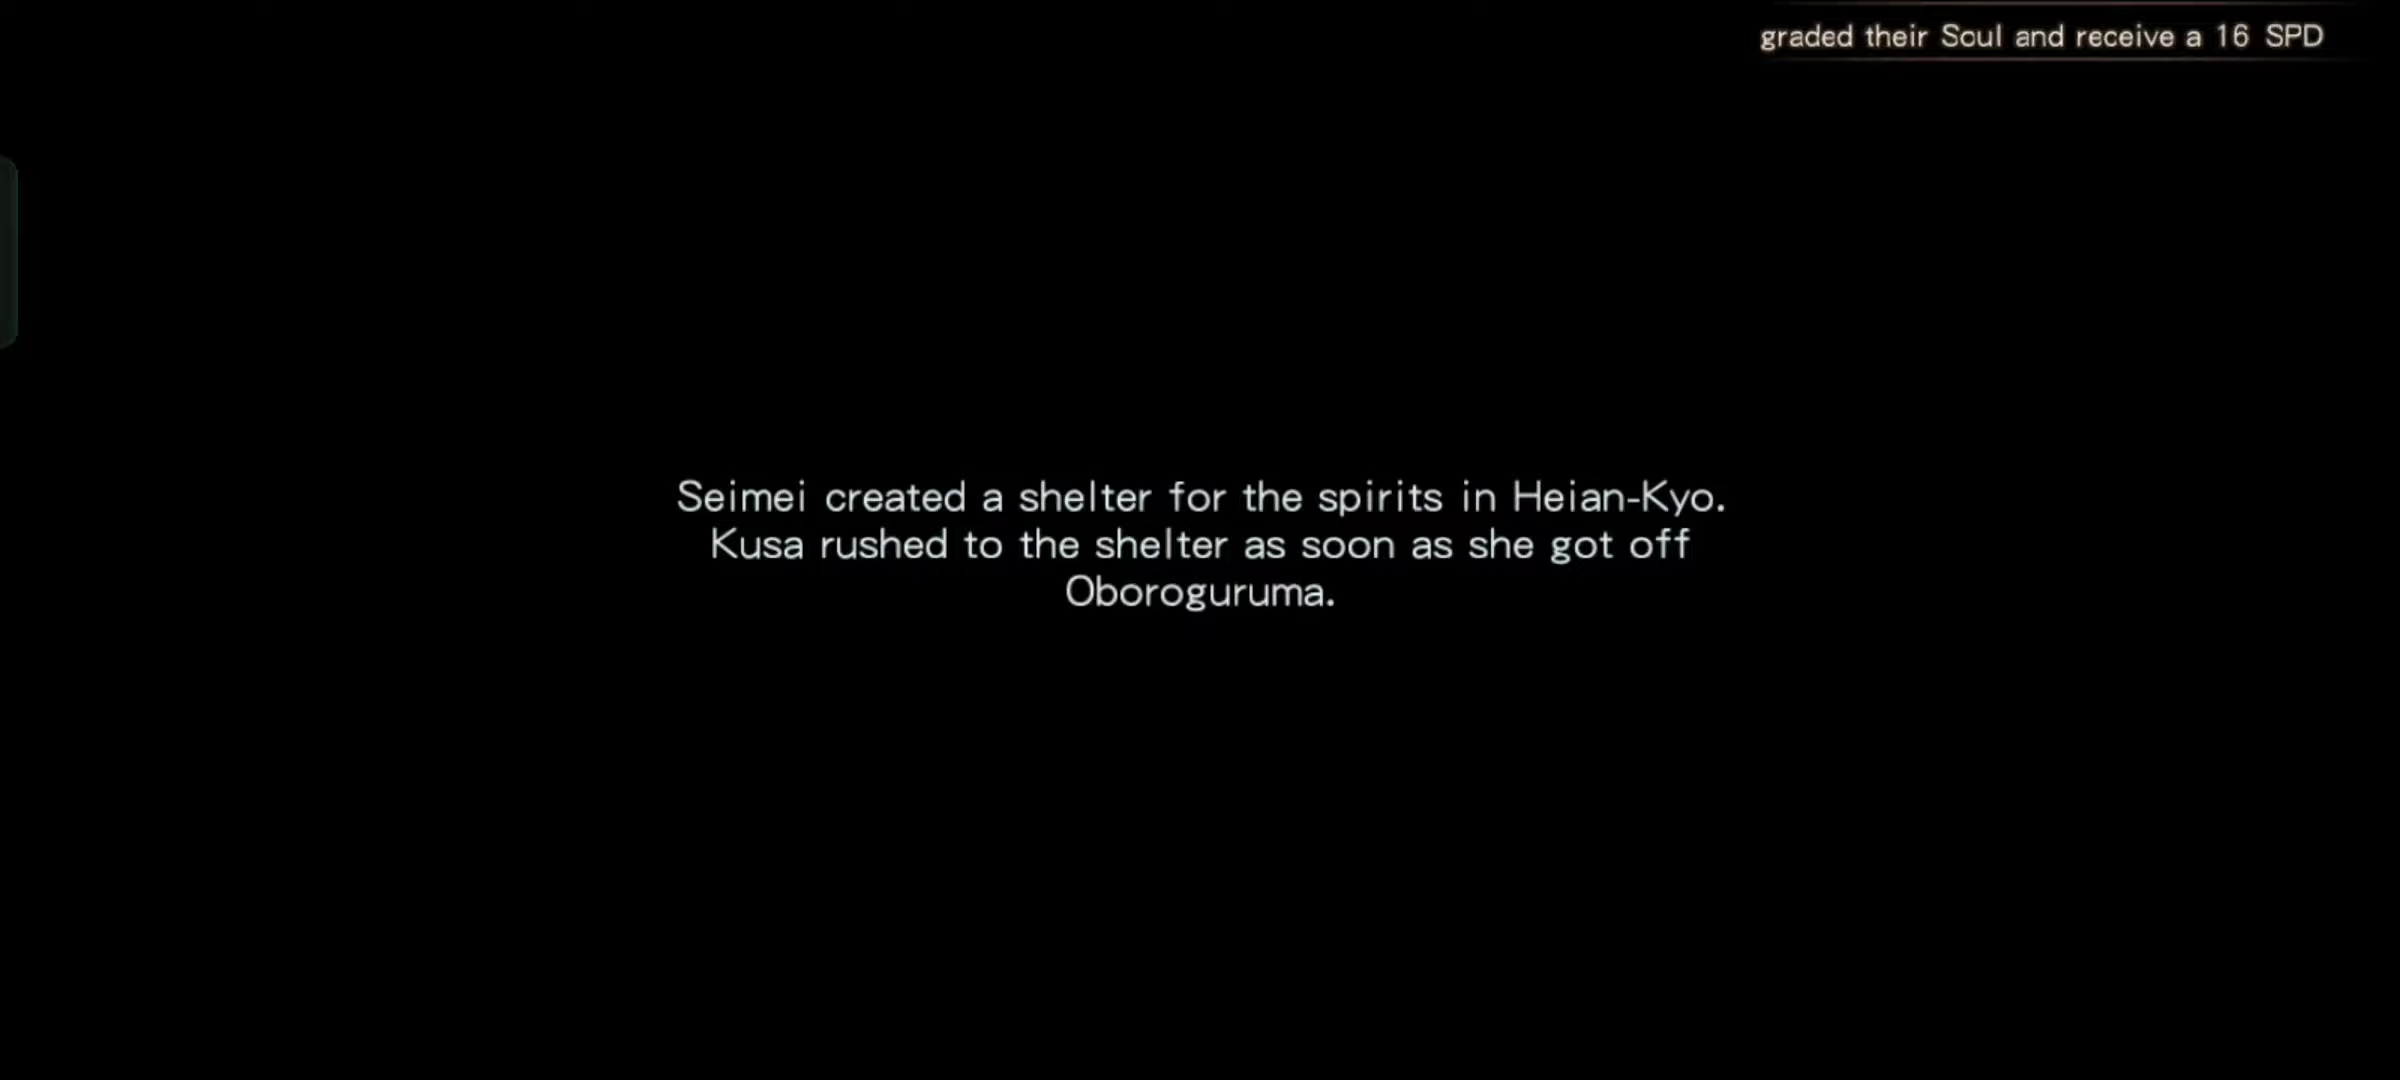 graded their Soul and receive a 16 SPD
Seimei created a shelter for the spirits in Heian-Kyo.
Kusa rushed to the shelter as soon as she got off
Oboroguruma.